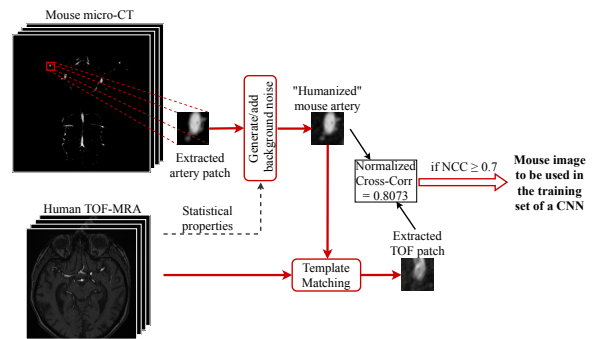 Mouse micro-CT
Extracted
artery patch
Generate/add
background noise
"Humanized"
mouse artery
Normalized
Cross-Corr
= 0.8073
if NCC ≥ 0.7
Mouse image
to be used in
the training
set of a CNN
Human TOF-MRA
Statistical
properties
Template
Matching
Extracted
TOF patch